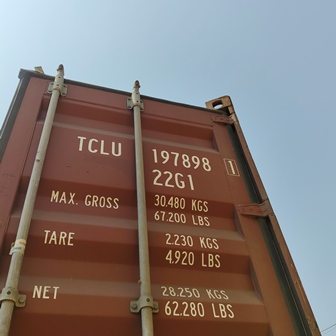 TCLU 197898 1
22G1
MAX. GROSS 30.480 KGS
67.200 LBS
TARE 2.230 KGS
4.920 LBS
NET 28.250 KGS
62.280 LBS